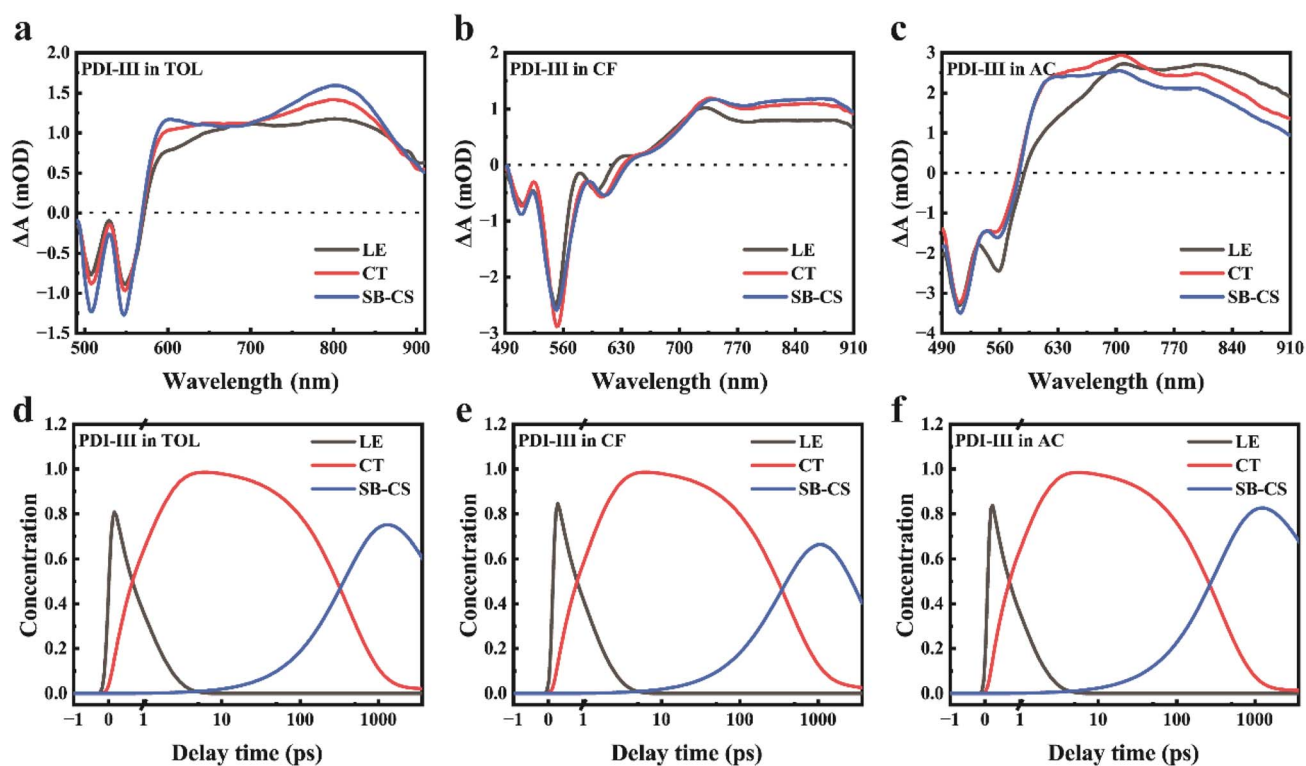 a
PDI-III in TOL
ΔA (mOD)
2.0
1.5
1.0
0.5
0.0
−0.5
−1.0
−1.5
LE
CT
SB-CS
500 600 700 800 900
Wavelength (nm)
b
PDI-III in CF
ΔA (mOD)
2
1
0
−1
−2
−3
LE
CT
SB-CS
490 560 630 700 770 840 910
Wavelength (nm)
c
PDI-III in AC
ΔA (mOD)
3
2
1
0
−1
−2
−3
−4
LE
CT
SB-CS
490 560 630 700 770 840 910
Wavelength (nm)
d
PDI-III in TOL
Concentration
1.2
1.0
0.8
0.6
0.4
0.2
0.0
LE
CT
SB-CS
−1 0 1 10 100 1000
Delay time (ps)
e
PDI-III in CF
Concentration
1.2
1.0
0.8
0.6
0.4
0.2
0.0
LE
CT
SB-CS
−1 0 1 10 100 1000
Delay time (ps)
f
PDI-III in AC
Concentration
1.2
1.0
0.8
0.6
0.4
0.2
0.0
LE
CT
SB-CS
−1 0 1 10 100 1000
Delay time (ps)